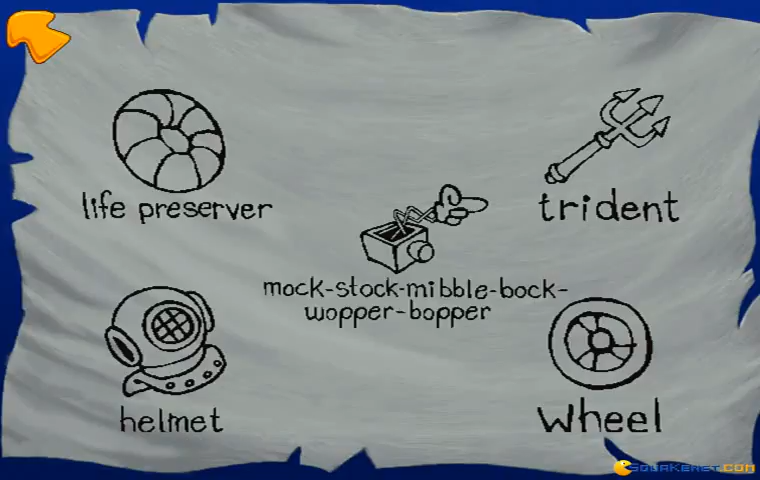 life preserver
trident
mock-stock-mibble-bock-
wopper-bopper
helmet
wheel
SQUAKENET.COM